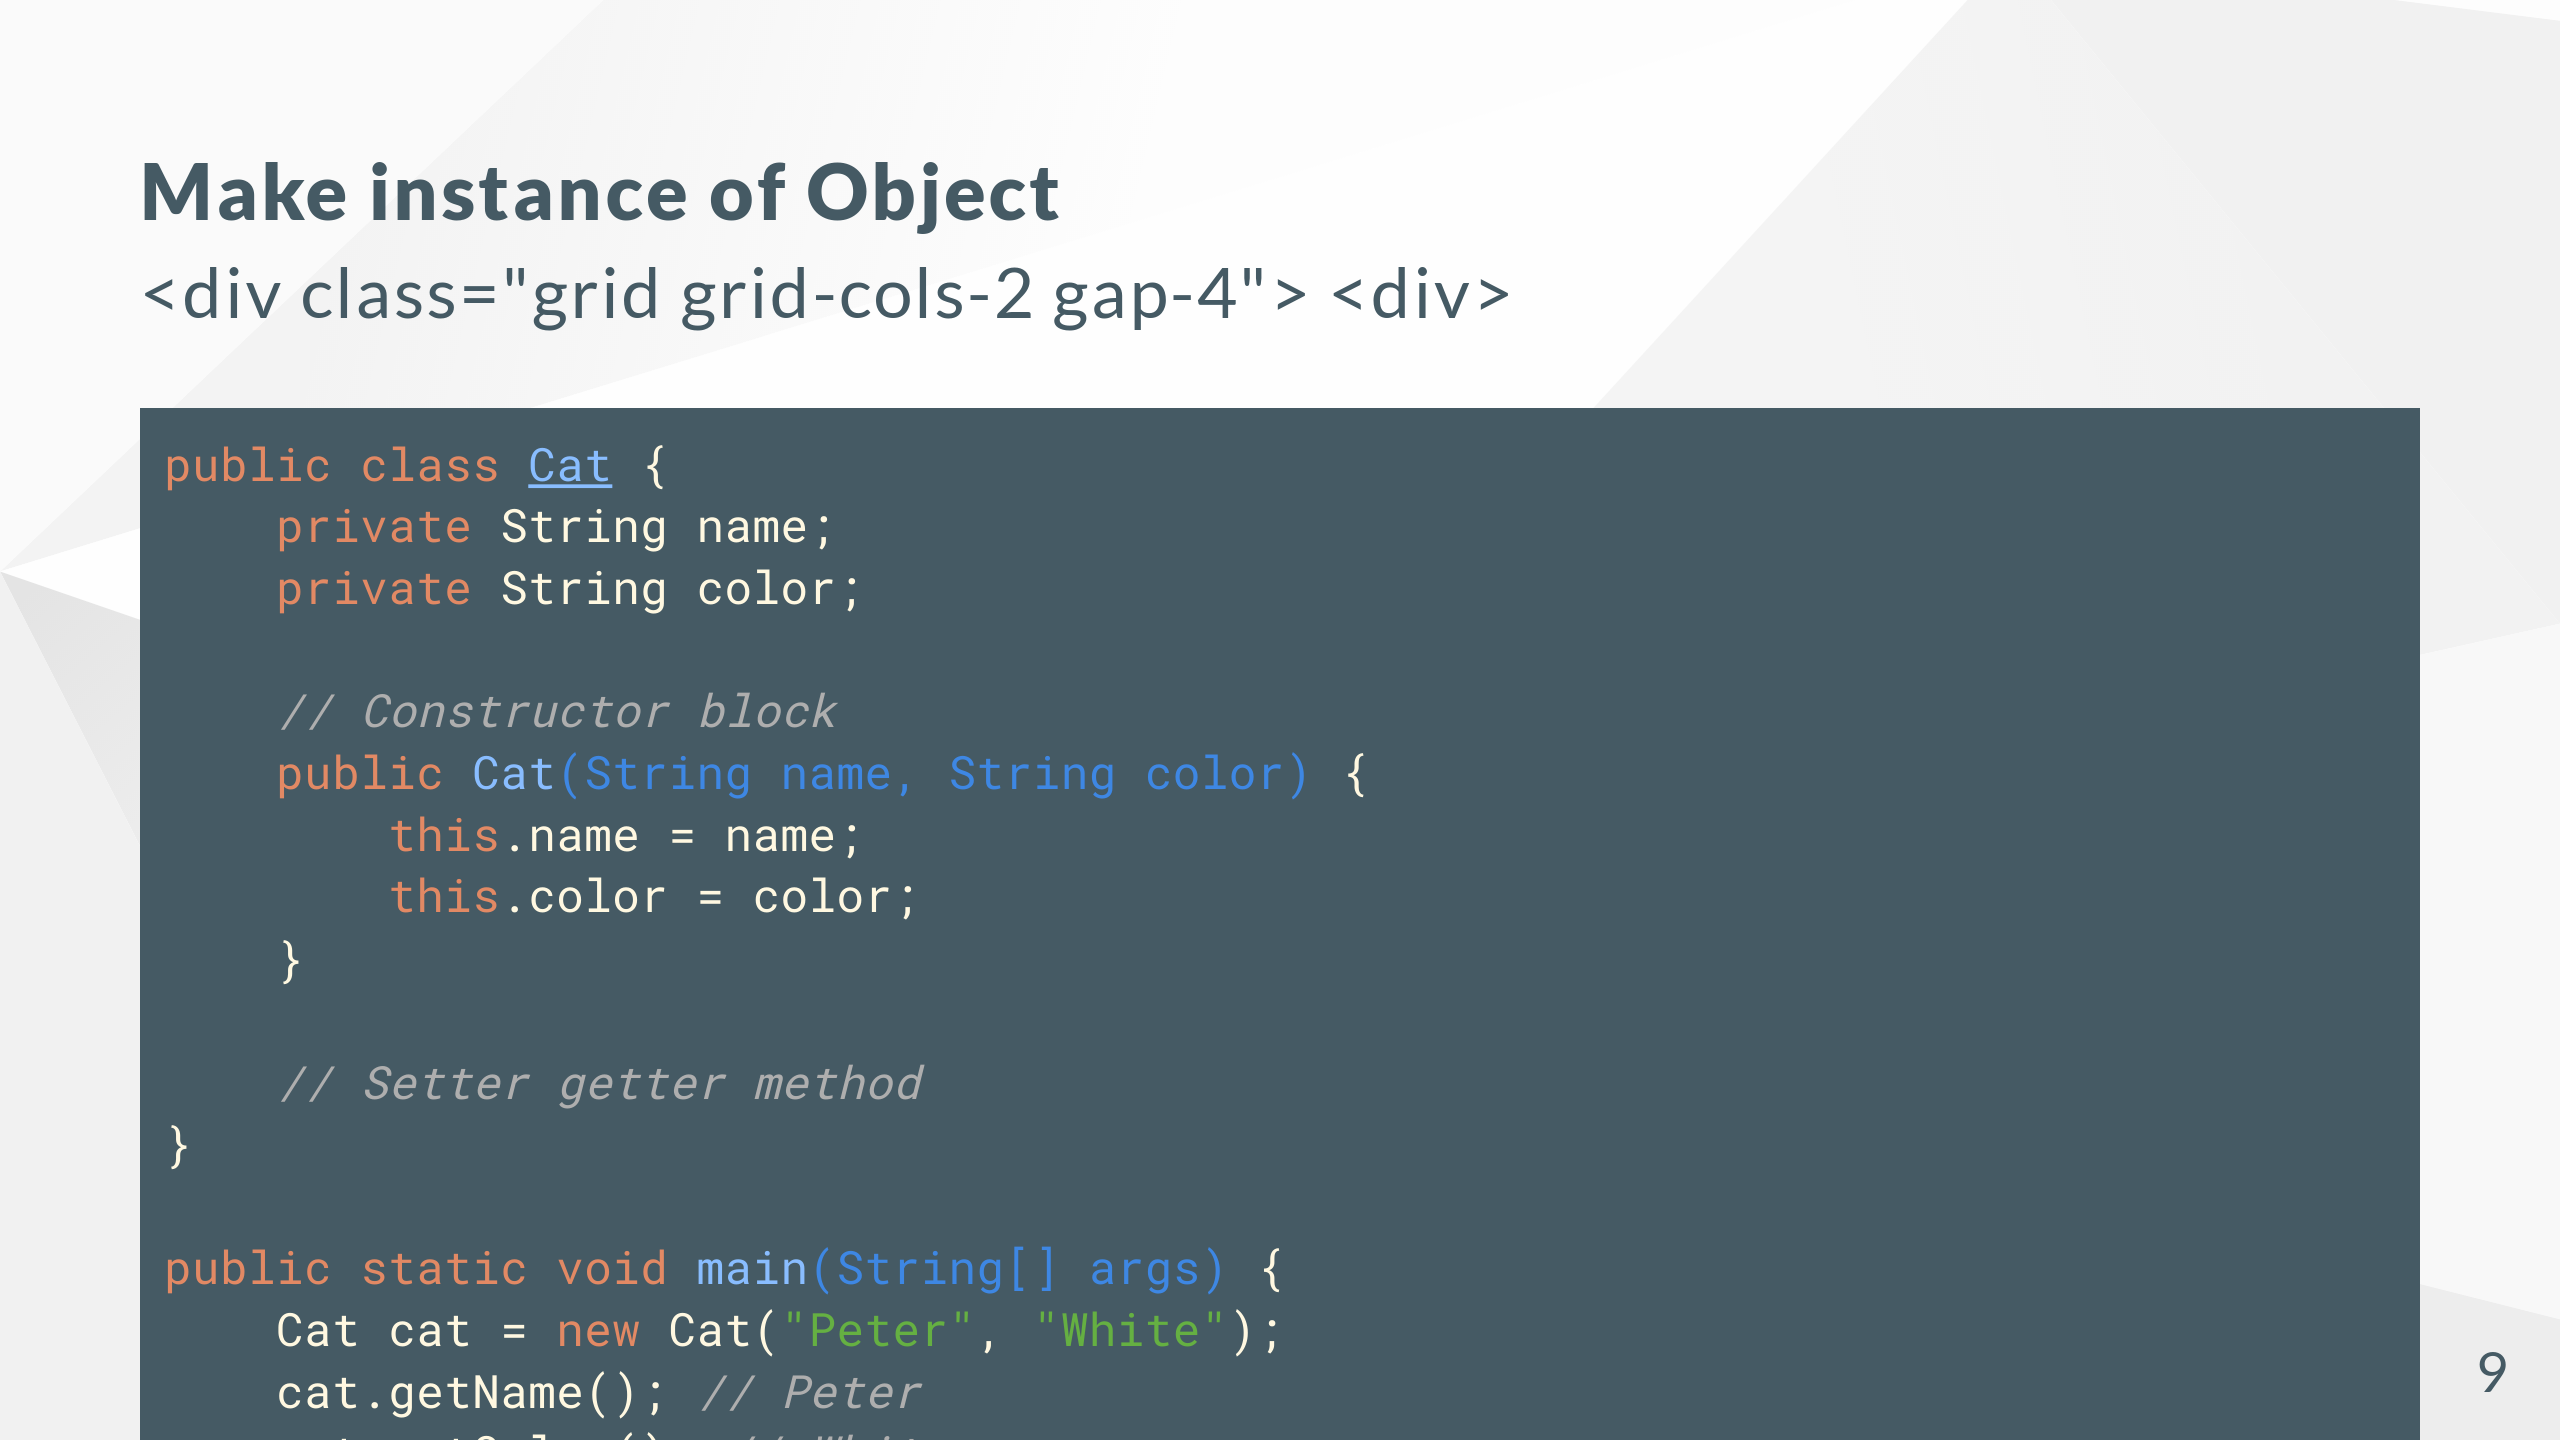 Make instance of Object
<div class="grid grid-cols-2 gap-4"> <div>
public class Cat {
    private String name;
    private String color;

    // Constructor block
    public Cat(String name, String color) {
        this.name = name;
        this.color = color;
    }

    // Setter getter method
}

public static void main(String[] args) {
    Cat cat = new Cat("Peter", "White");
    cat.getName(); // Peter
9